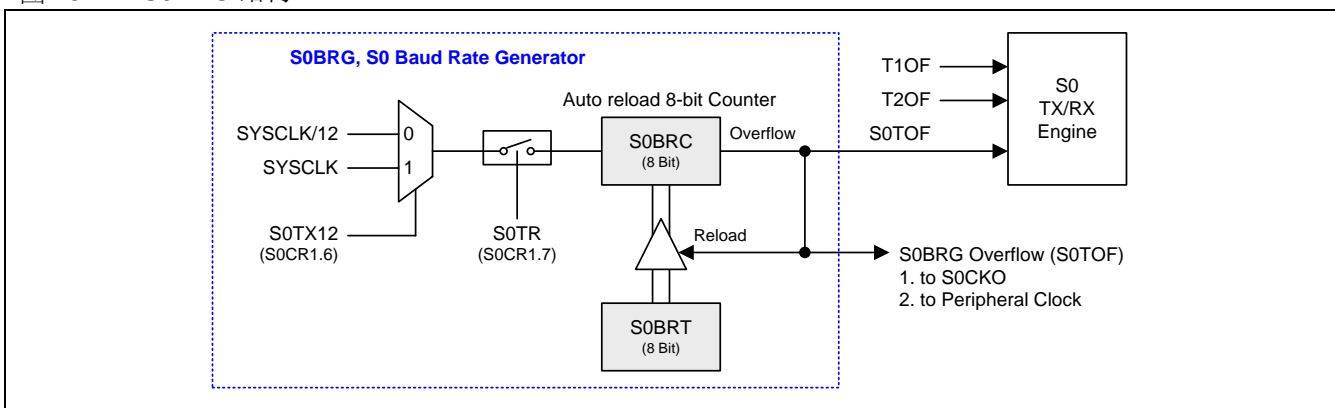 S0BRG, S0 Baud Rate Generator
Auto reload 8-bit Counter
SYSCLK/12
0
SYSCLK
1
S0TX12
(S0CR1.6)
S0TR
(S0CR1.7)
S0BRC
(8 Bit)
Overflow
Reload
S0BRT
(8 Bit)
T1OF
T2OF
S0TOF
S0
TX/RX
Engine
S0BRG Overflow (S0TOF)
1. to S0CKO
2. to Peripheral Clock